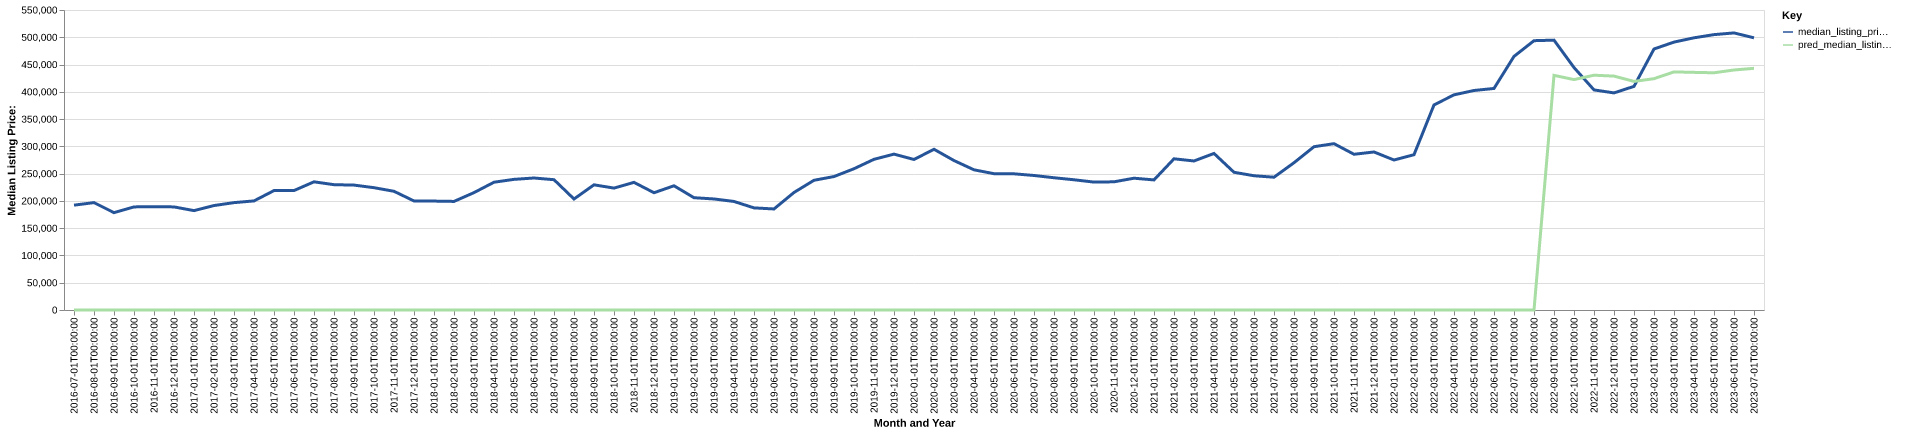 Key
median_listing_pri…
pred_median_listin…
Median Listing Price:
550,000
500,000
450,000
400,000
350,000
300,000
250,000
200,000
150,000
100,000
50,000
0
2016-07-01T00:00:00
2016-08-01T00:00:00
2016-09-01T00:00:00
2016-10-01T00:00:00
2016-11-01T00:00:00
2016-12-01T00:00:00
2017-01-01T00:00:00
2017-02-01T00:00:00
2017-03-01T00:00:00
2017-04-01T00:00:00
2017-05-01T00:00:00
2017-06-01T00:00:00
2017-07-01T00:00:00
2017-08-01T00:00:00
2017-09-01T00:00:00
2017-10-01T00:00:00
2017-11-01T00:00:00
2017-12-01T00:00:00
2018-01-01T00:00:00
2018-02-01T00:00:00
2018-03-01T00:00:00
2018-04-01T00:00:00
2018-05-01T00:00:00
2018-06-01T00:00:00
2018-07-01T00:00:00
2018-08-01T00:00:00
2018-09-01T00:00:00
2018-10-01T00:00:00
2018-11-01T00:00:00
2018-12-01T00:00:00
2019-01-01T00:00:00
2019-02-01T00:00:00
2019-03-01T00:00:00
2019-04-01T00:00:00
2019-05-01T00:00:00
2019-06-01T00:00:00
2019-07-01T00:00:00
2019-08-01T00:00:00
2019-09-01T00:00:00
2019-10-01T00:00:00
2019-11-01T00:00:00
2019-12-01T00:00:00
2020-01-01T00:00:00
2020-02-01T00:00:00
2020-03-01T00:00:00
2020-04-01T00:00:00
2020-05-01T00:00:00
2020-06-01T00:00:00
2020-07-01T00:00:00
2020-08-01T00:00:00
2020-09-01T00:00:00
2020-10-01T00:00:00
2020-11-01T00:00:00
2020-12-01T00:00:00
2021-01-01T00:00:00
2021-02-01T00:00:00
2021-03-01T00:00:00
2021-04-01T00:00:00
2021-05-01T00:00:00
2021-06-01T00:00:00
2021-07-01T00:00:00
2021-08-01T00:00:00
2021-09-01T00:00:00
2021-10-01T00:00:00
2021-11-01T00:00:00
2021-12-01T00:00:00
2022-01-01T00:00:00
2022-02-01T00:00:00
2022-03-01T00:00:00
2022-04-01T00:00:00
2022-05-01T00:00:00
2022-06-01T00:00:00
2022-07-01T00:00:00
2022-08-01T00:00:00
2022-09-01T00:00:00
2022-10-01T00:00:00
2022-11-01T00:00:00
2022-12-01T00:00:00
2023-01-01T00:00:00
2023-02-01T00:00:00
2023-03-01T00:00:00
2023-04-01T00:00:00
2023-05-01T00:00:00
2023-06-01T00:00:00
2023-07-01T00:00:00
Month and Year